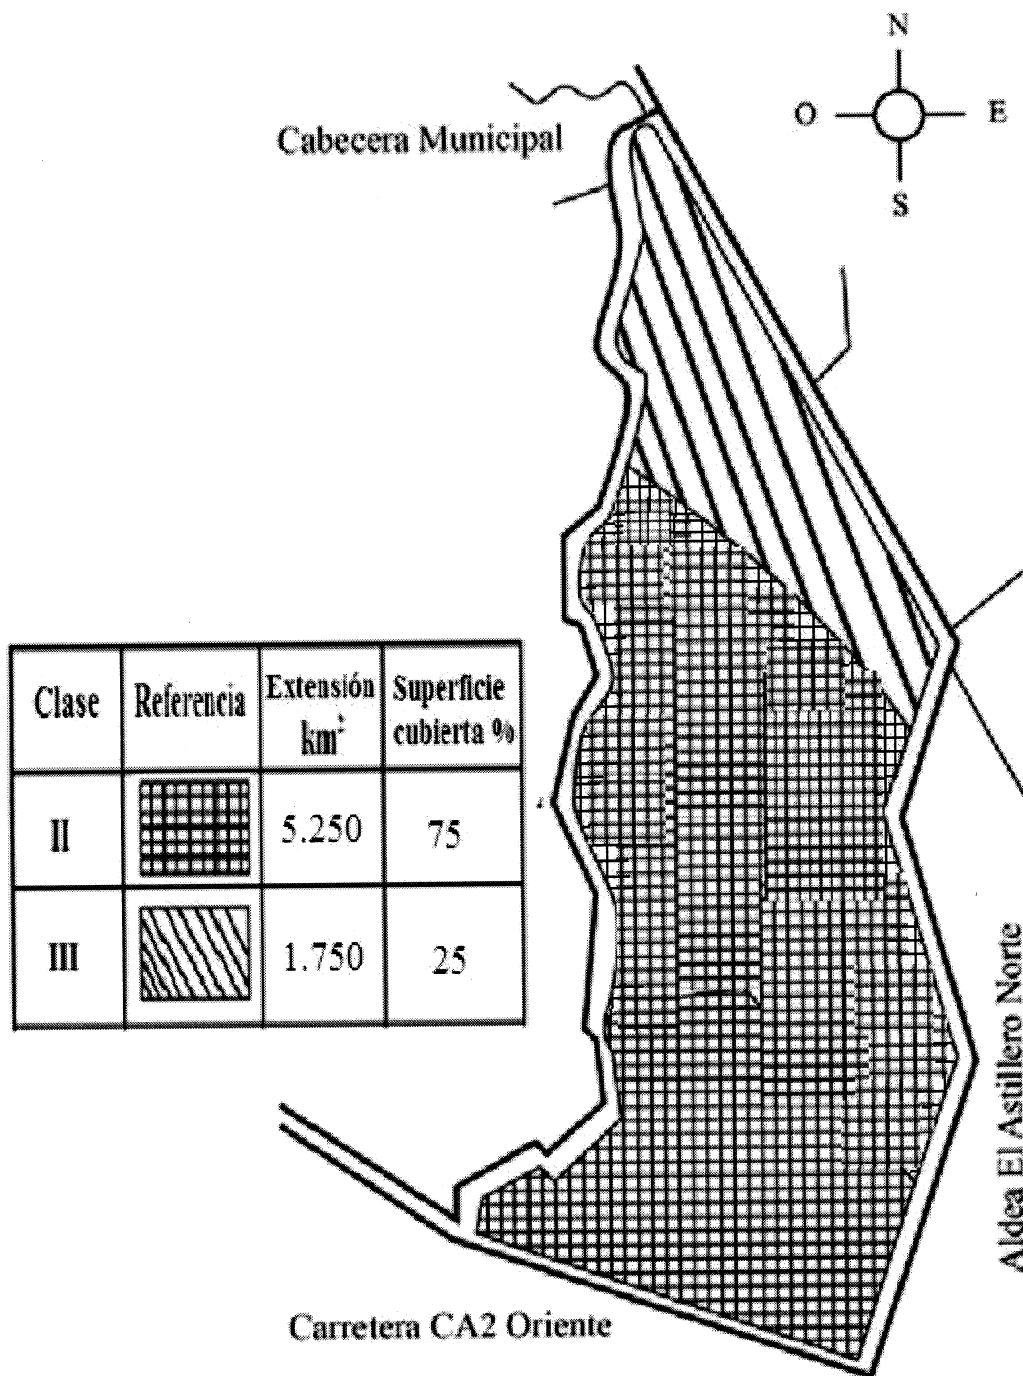 N
O
E
S
Cabecera Municipal
Clase
Referencia
Extensión
km²
Superficie
cubierta %
II
5.250
75
III
1.750
25
Aldea El Astillero Norte
Carretera CA2 Oriente